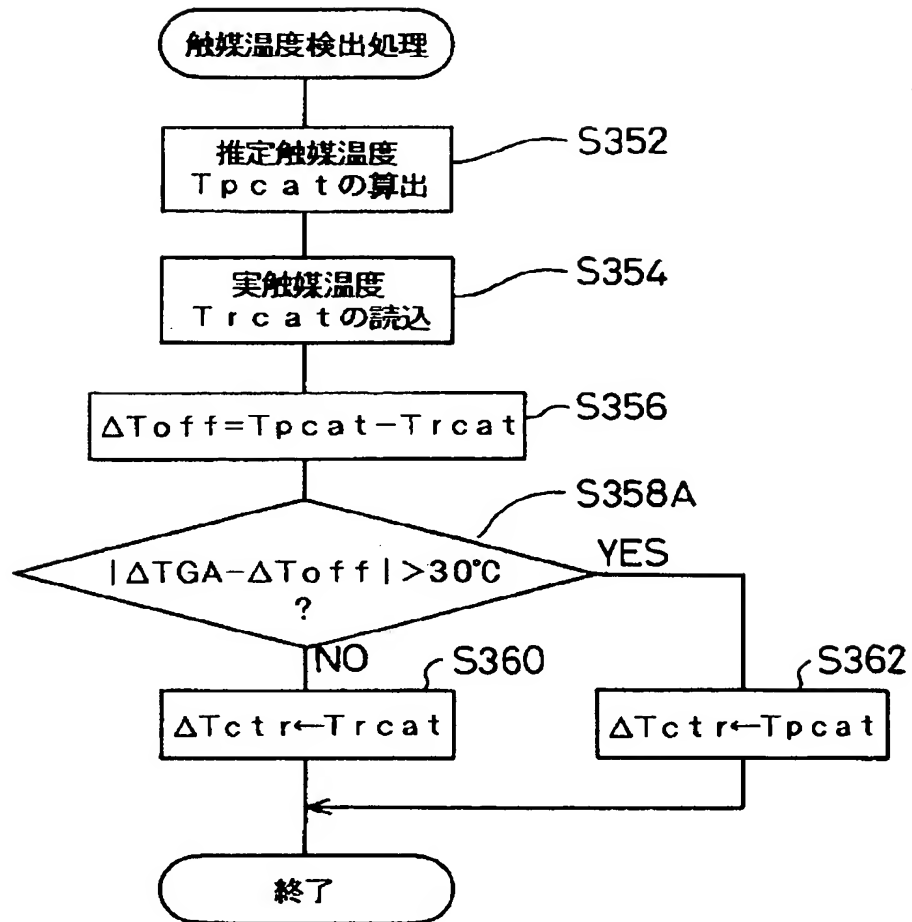 触媒温度検出処理
推定触媒温度
Tpcatの算出
S352
実触媒温度
Trcatの読込
S354
ΔToff=Tpcat-Trcat
S356
S358A
|ΔTGA-ΔToff|>30℃
?
YES
NO
S360
ΔTctr←Trcat
S362
ΔTctr←Tpcat
終了